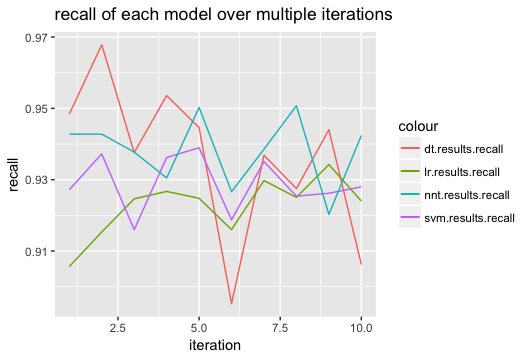 recall of each model over multiple iterations
0.97
0.95
0.93
0.91
recall
2.5
5.0
7.5
10.0
iteration
colour
dt.results.recall
lr.results.recall
nnt.results.recall
svm.results.recall